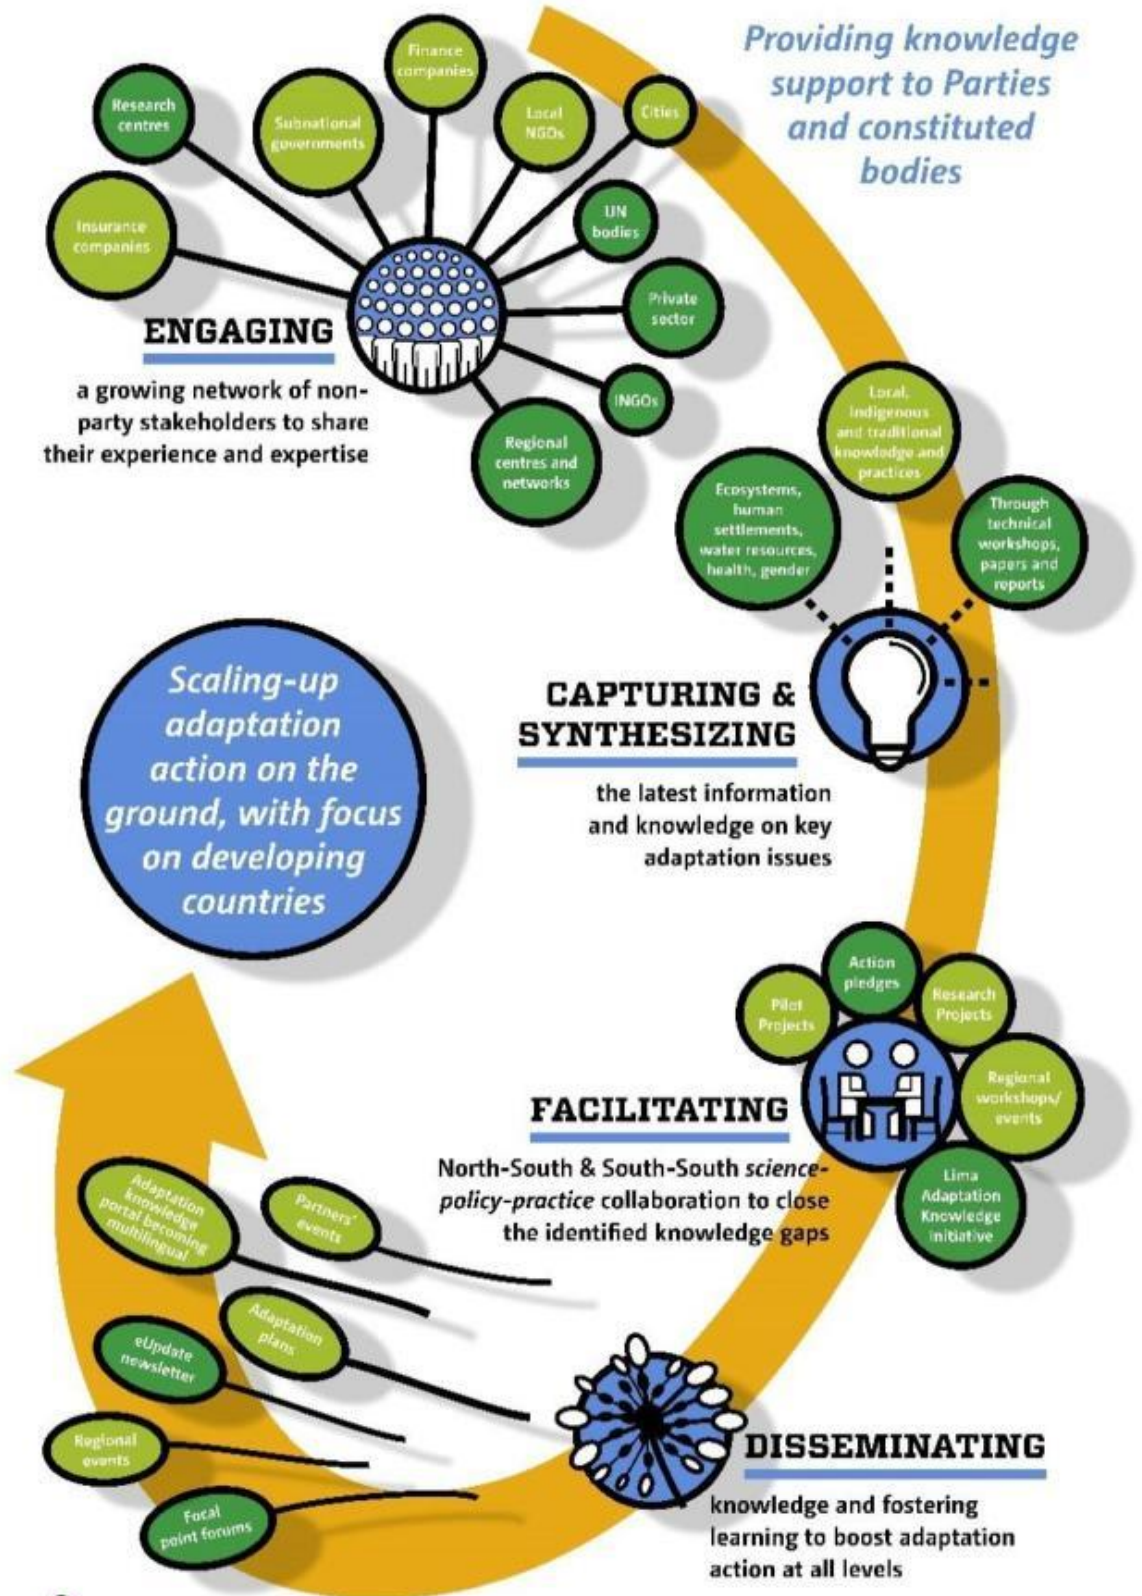 Providing knowledge
support to Parties
and constituted
bodies
Finance
companies
Research
centres
Subnational
governments
Local
NGOs
Cities
Insurance
companies
UN
bodies
Private
sector
INGOs
Regional
centres and
networks
ENGAGING
a growing network of non-
party stakeholders to share
their experience and expertise
Local,
indigenous
and traditional
knowledge and
practices
Ecosystems,
human
settlements,
water resources,
health, gender
Through
technical
workshops,
papers and
reports
CAPTURING &
SYNTHESIZING
the latest information
and knowledge on key
adaptation issues
Scaling-up
adaptation
action on the
ground, with focus
on developing
countries
Action
pledges
Pilot
Projects
Research
Projects
Regional
workshops/
events
Lima
Adaptation
Knowledge
Initiative
FACILITATING
North-South & South-South science-
policy-practice collaboration to close
the identified knowledge gaps
Adaptation
knowledge
portal becoming
multilingual
Partners'
events
Adaptation
plans
eUpdate
newsletter
Regional
events
Focal
point forums
DISSEMINATING
knowledge and fostering
learning to boost adaptation
action at all levels